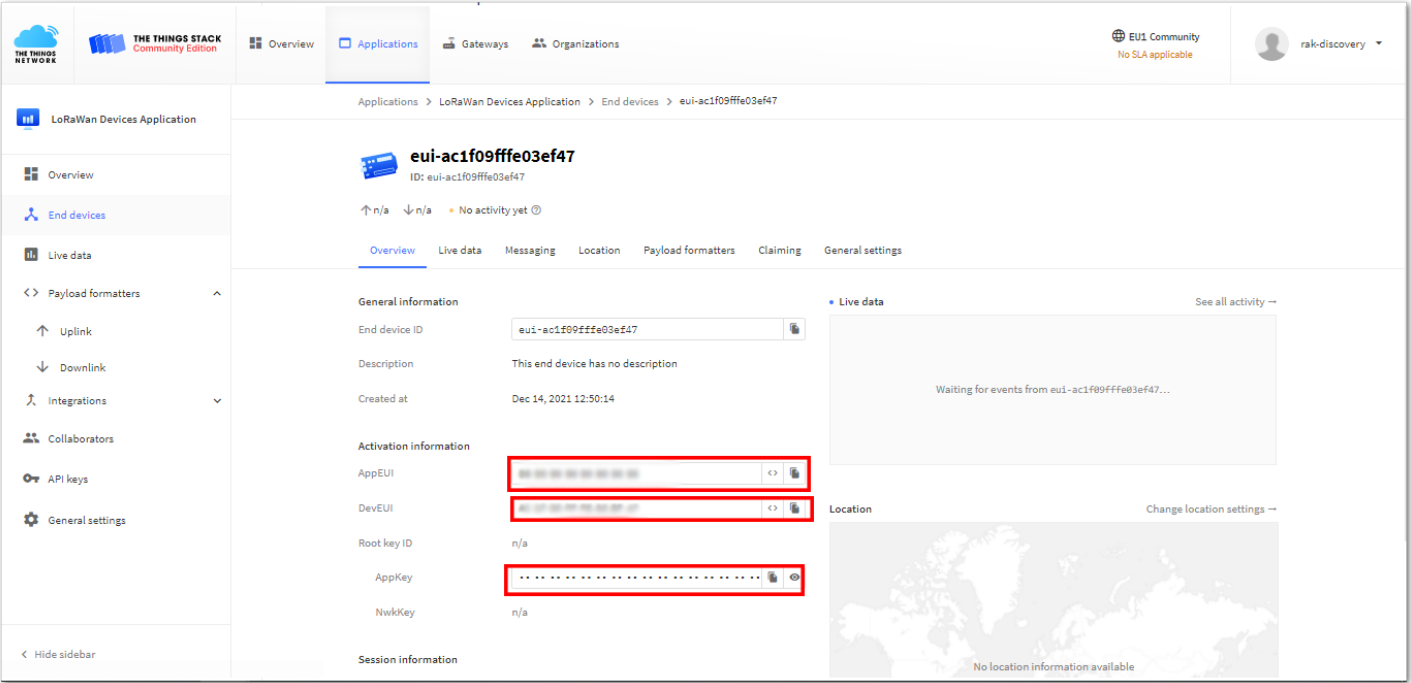 THE THINGS
NETWORK
THE THINGS STACK
Community Edition
Overview
Applications
Gateways
Organizations
EU1 Community
No SLA applicable
rak-discovery
LoRaWan Devices Application
Overview
End devices
Live data
Payload formatters
Uplink
Downlink
Integrations
Collaborators
API keys
General settings
Hide sidebar
Applications > LoRaWan Devices Application > End devices > eui-ac1f09fffe03ef47
eui-ac1f09fffe03ef47
ID: eui-ac1f09fffe03ef47
↑ n/a ↓ n/a • No activity yet
Overview Live data Messaging Location Payload formatters Claiming General settings
General information
End device ID eui-ac1f09fffe03ef47
Description This end device has no description
Created at Dec 14, 2021 12:50:14
Activation information
AppEUI
DevEUI
Root key ID n/a
AppKey
NwkKey n/a
Session information
• Live data See all activity →
Waiting for events from eui-ac1f09fffe03ef47...
Location Change location settings →
No location information available